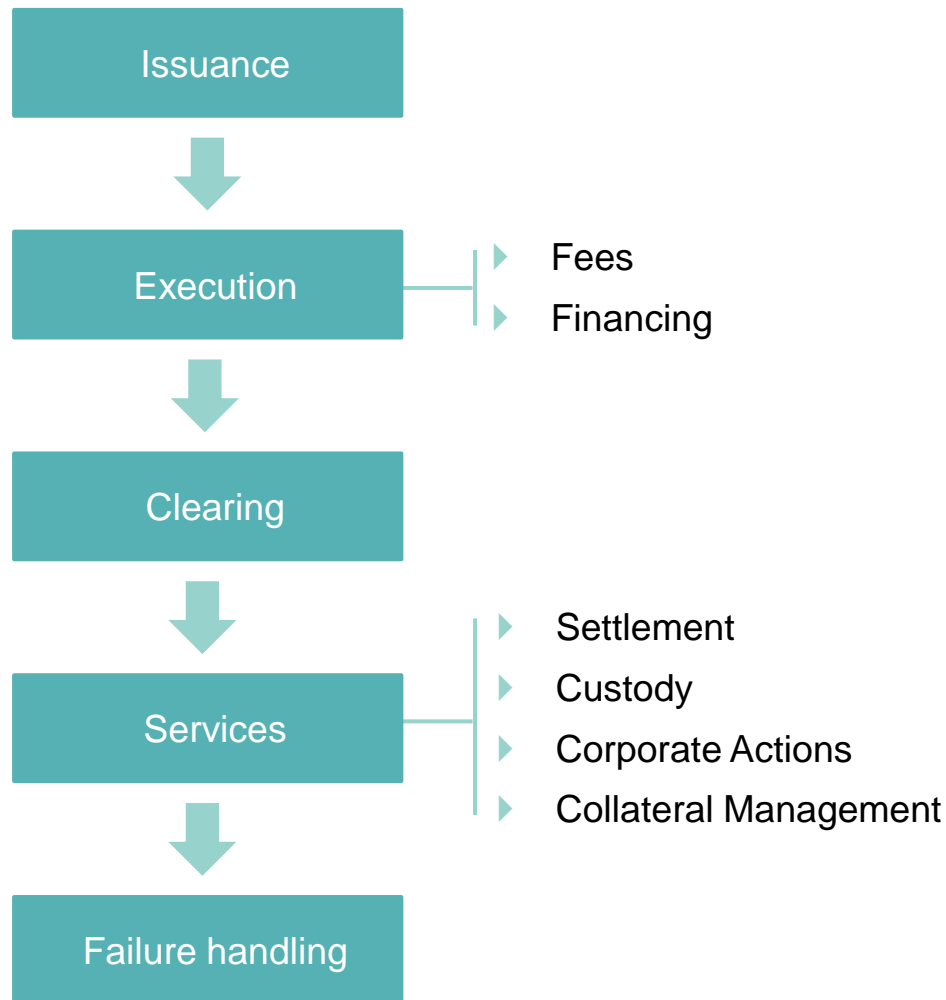 Issuance
Execution
Fees
Financing
Clearing
Services
Settlement
Custody
Corporate Actions
Collateral Management
Failure handling